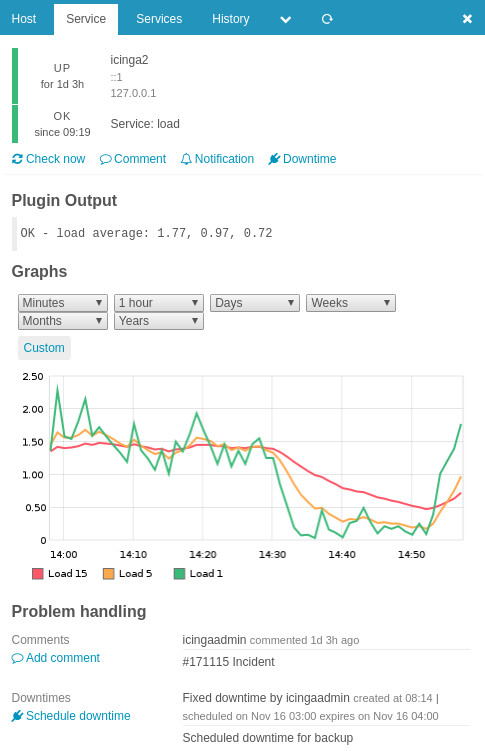 Host Service Services History
UP
for 1d 3h
icinga2
::1
127.0.0.1
OK
since 09:19
Service: load
Check now Comment Notification Downtime
Plugin Output
OK - load average: 1.77, 0.97, 0.72
Graphs
Minutes 1 hour Days Weeks
Months Years
Custom
2.50
2.00
1.50
1.00
0.50
0
14:00 14:10 14:20 14:30 14:40 14:50
Load 15 Load 5 Load 1
Problem handling
Comments
Add comment
icingaadmin commented 1d 3h ago
#171115 Incident
Downtimes
Schedule downtime
Fixed downtime by icingaadmin created at 08:14 |
scheduled on Nov 16 03:00 expires on Nov 16 04:00
Scheduled downtime for backup